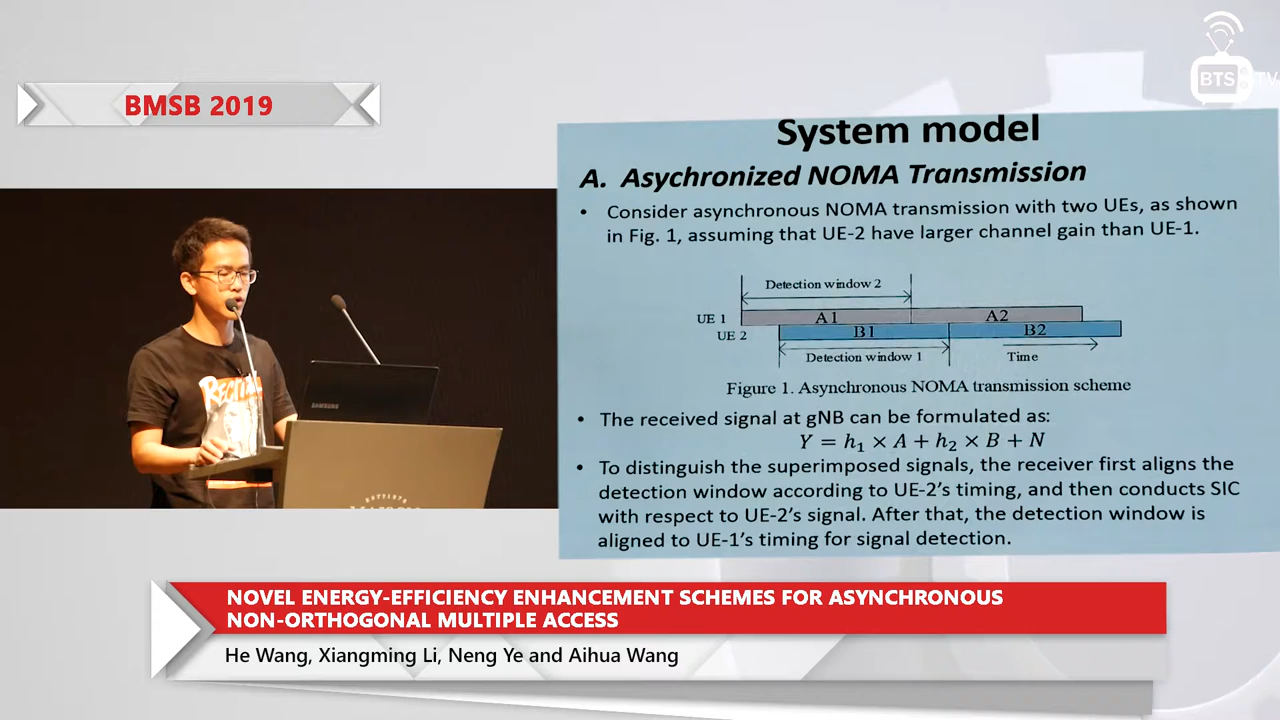 BTS TV
BMSB 2019
System model
A. Asychronized NOMA Transmission
• Consider asynchronous NOMA transmission with two UEs, as shown
in Fig. 1, assuming that UE-2 have larger channel gain than UE-1.
Detection window 2
UE 1 A1 A2
UE 2 B1 B2
Detection window 1 Time
Figure 1. Asynchronous NOMA transmission scheme
• The received signal at gNB can be formulated as:
Y = h₁ × A + h₂ × B + N
• To distinguish the superimposed signals, the receiver first aligns the
detection window according to UE-2's timing, and then conducts SIC
with respect to UE-2's signal. After that, the detection window is
aligned to UE-1's timing for signal detection.
SAMSUNG
NOVEL ENERGY-EFFICIENCY ENHANCEMENT SCHEMES FOR ASYNCHRONOUS
NON-ORTHOGONAL MULTIPLE ACCESS
He Wang, Xiangming Li, Neng Ye and Aihua Wang